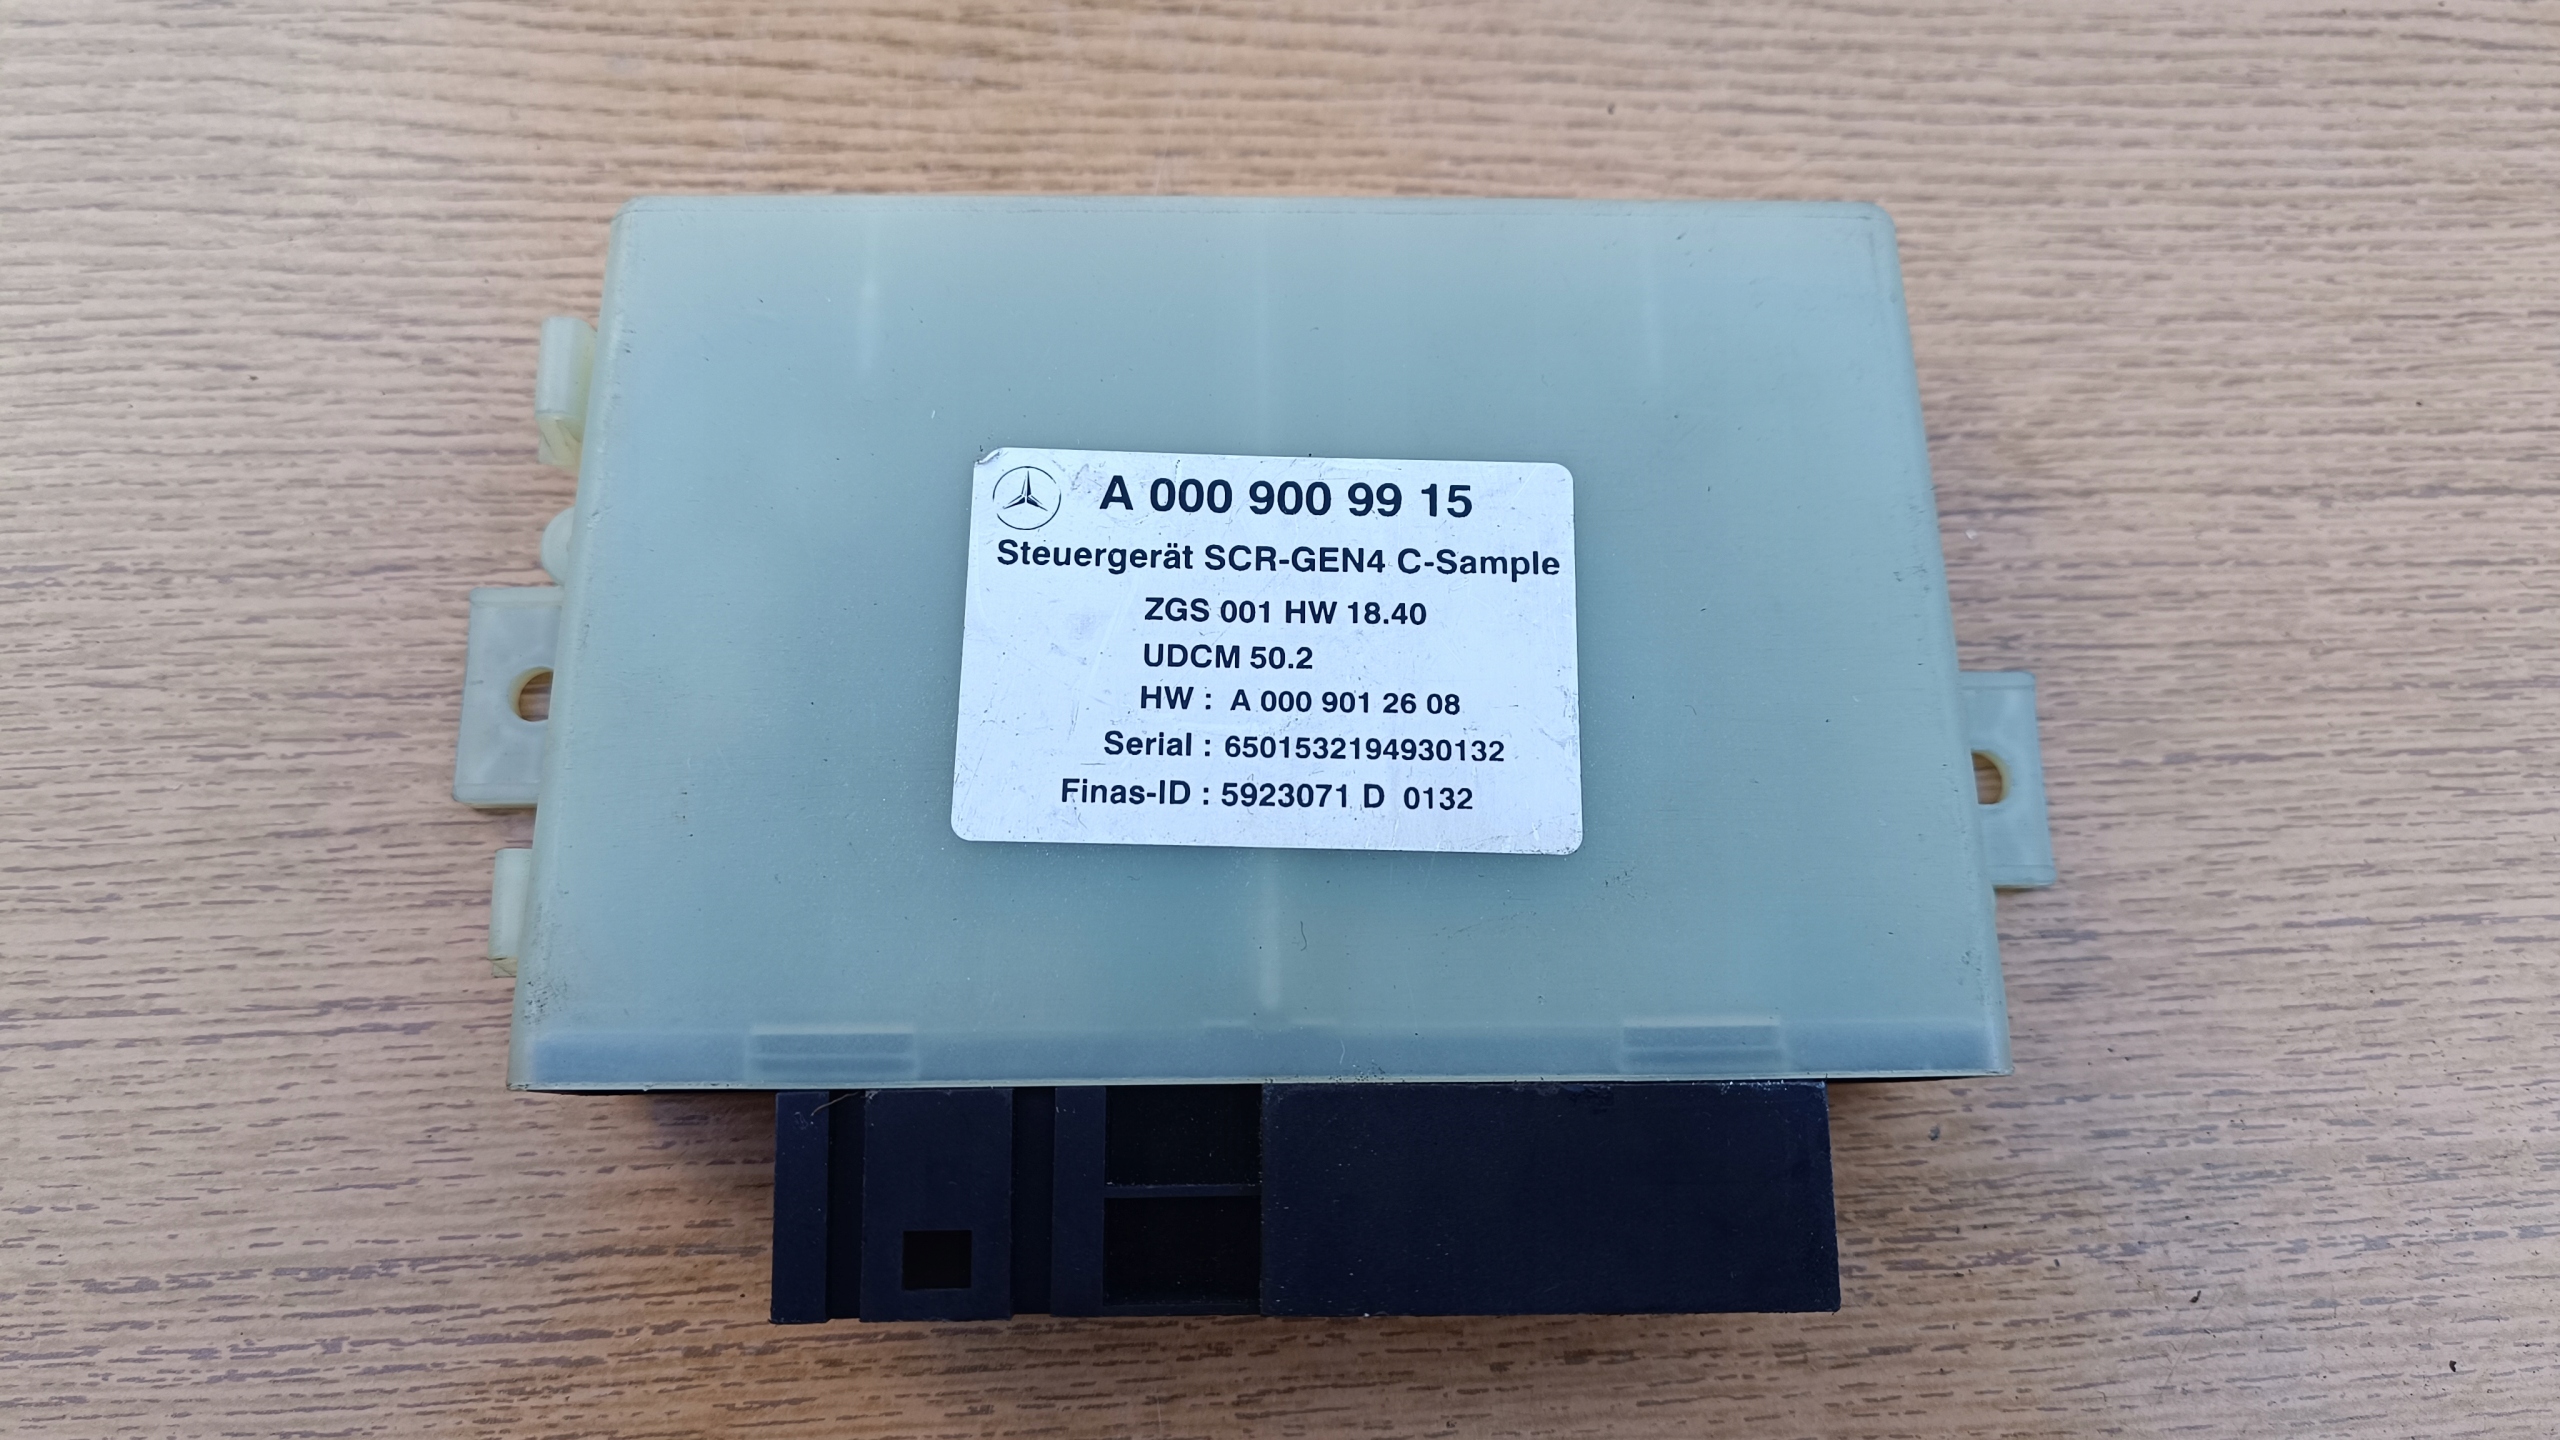 A 000 900 99 15
Steuergerät SCR-GEN4 C-Sample
ZGS 001 HW 18.40
UDCM 50.2
HW : A 000 901 26 08
Serial : 6501532194930132
Finas-ID : 5923071 D 0132